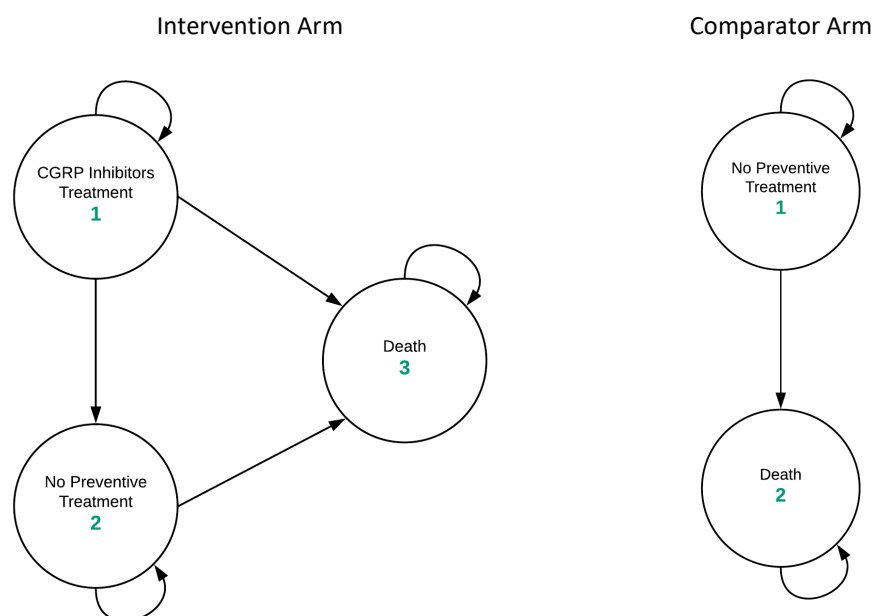 Intervention Arm
Comparator Arm
CGRP Inhibitors
Treatment
1
No Preventive
Treatment
2
Death
3
No Preventive
Treatment
1
Death
2